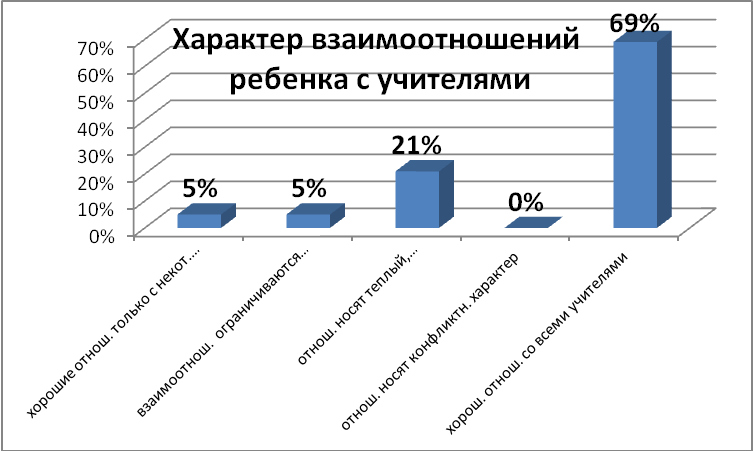 Характер взаимоотношений
ребенка с учителями
70%
60%
50%
40%
30%
20%
10%
0%
5%
5%
21%
0%
69%
хорошие отнош. только с некот. ...
взаимоотнош.  ограничиваются...
отнош. носят теплый,...
отнош. носят конфликтн. характер
хорош. отнош. со всеми учителями